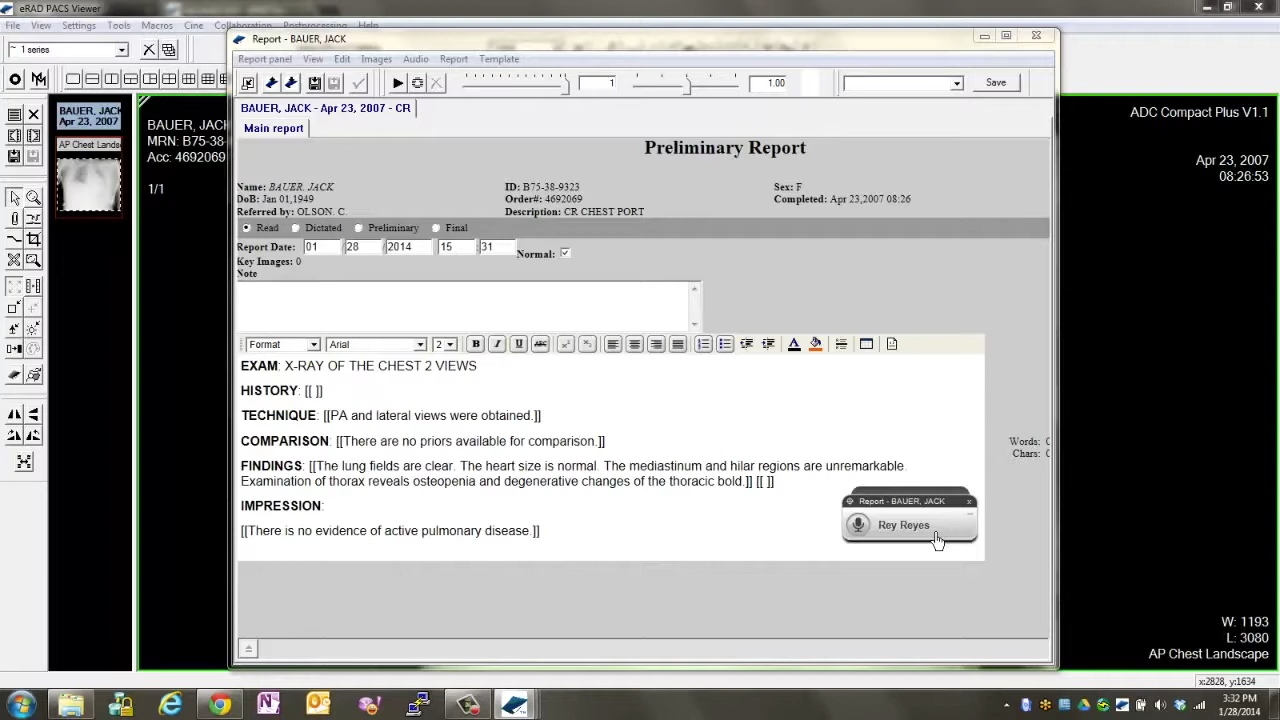 eRAD PACS Viewer
File View Settings Tools Macros Cine Collaboration Postprocessing Help
~ 1 series
Report - BAUER, JACK
Report panel View Edit Images Audio Report Template
1
1.00
Save
BAUER, JACK - Apr 23, 2007 - CR
Main report
BAUER, JACK
Apr 23, 2007
AP Chest Lands
BAUER, JACK
MRN: B75-38-
Acc: 4692069
1/1
ADC Compact Plus V1.1
Apr 23, 2007
08:26:53
Preliminary Report
Name: BAUER. JACK
ID: B75-38-9323
Sex: F
DoB: Jan 01,1949
Order#: 4692069
Completed: Apr 23,2007 08:26
Referred by: OLSON. C.
Description: CR CHEST PORT
Read Dictated Preliminary Final
Report Date: 01 28 2014 15 31 Normal:
Key Images: 0
Note
Format Arial 2 B I U ABC
EXAM: X-RAY OF THE CHEST 2 VIEWS
HISTORY: [[ ]]
TECHNIQUE: [[PA and lateral views were obtained.]]
COMPARISON: [[There are no priors available for comparison.]]
FINDINGS: [[The lung fields are clear. The heart size is normal. The mediastinum and hilar regions are unremarkable.
Examination of thorax reveals osteopenia and degenerative changes of the thoracic bold.]] [[ ]]
IMPRESSION:
[[There is no evidence of active pulmonary disease.]]
Words:
Chars:
Report - BAUER, JACK x
Rey Reyes
W: 1193
L: 3080
AP Chest Landscape
x:2828, y:1634
3:32 PM
1/28/2014